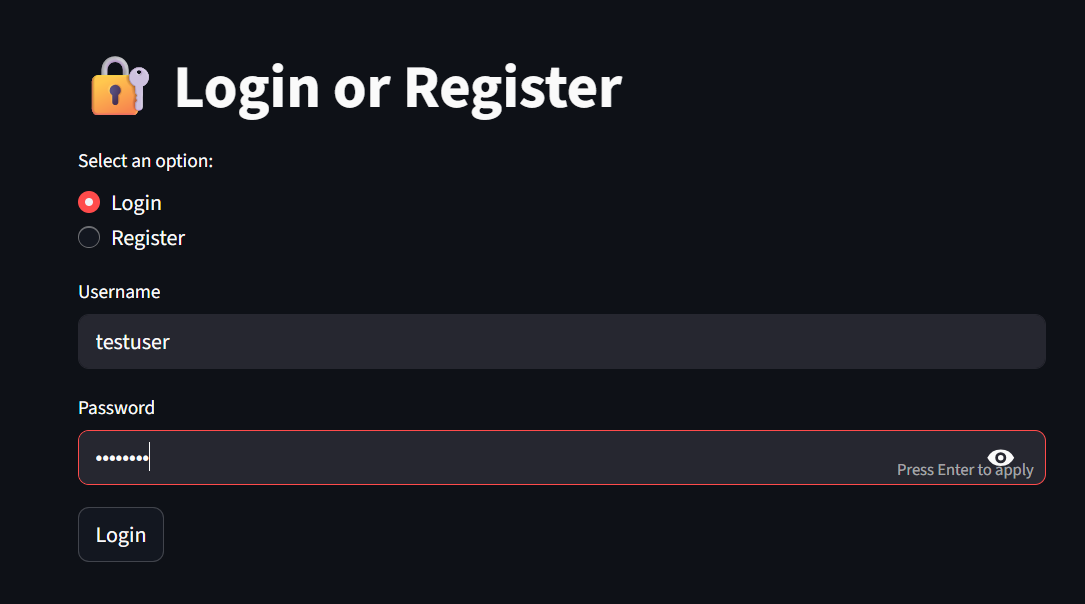 Login or Register
Select an option:
Login
Register
Username
testuser
Password
••••••••
Press Enter to apply
Login